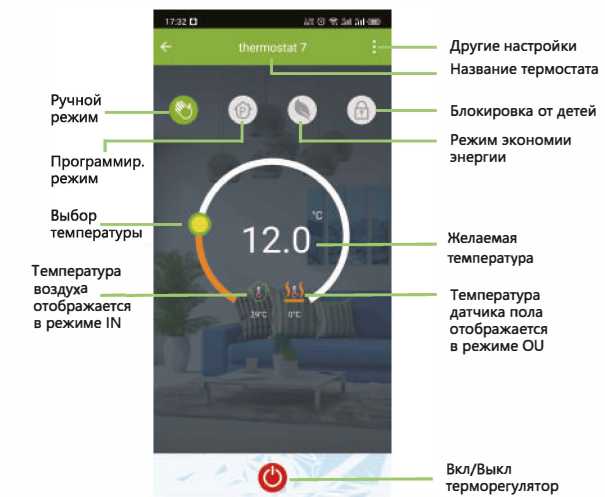 17:32
thermostat 7
Другие настройки
Название термостата
Ручной
режим
P
Блокировка от детей
Программир.
режим
Режим экономии
энергии
Выбор
температуры
°C
12.0
Желаемая
температура
Температура
воздуха
отображается
в режиме IN
29°C
0°C
Температура
датчика пола
отображается
в режиме OU
Вкл/Выкл
терморегулятор